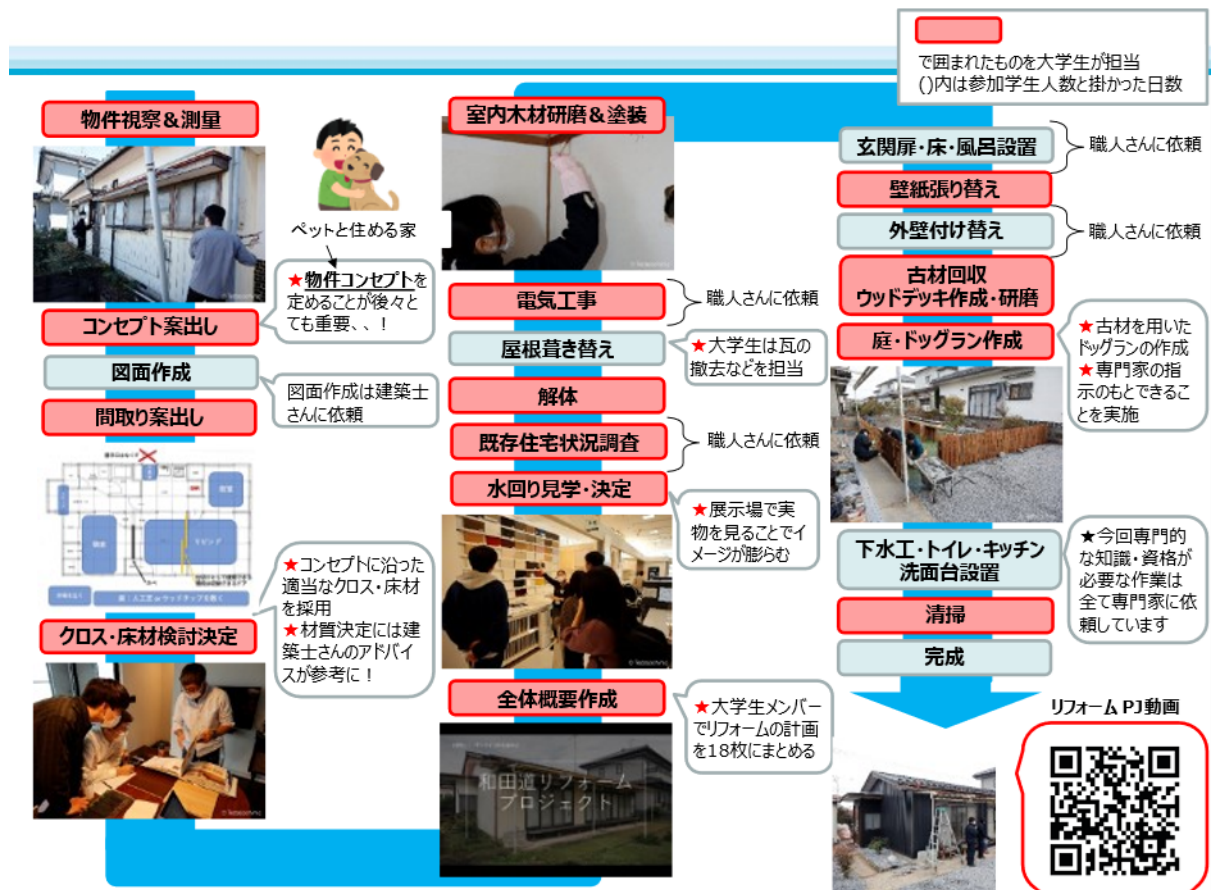 で囲まれたものを大学生が担当
()内は参加学生人数と掛かった日数
物件視察&測量
ペットと住める家
★物件コンセプトを
定めることが後々と
ても重要、、！
コンセプト案出し
図面作成
図面作成は建築士
さんに依頼
間取り案出し
リビング
★コンセプトに沿った
適当なクロス・床材
を採用
★材質決定には建
築士さんのアドバイ
スが参考に！
クロス・床材検討決定
室内木材研磨&塗装
電気工事
職人さんに依頼
屋根葺き替え
★大学生は瓦の
撤去などを担当
解体
既存住宅状況調査
職人さんに依頼
水回り見学・決定
★展示場で実
物を見ることでイ
メージが膨らむ
全体概要作成
★大学生メンバー
でリフォームの計画
を18枚にまとめる
和田道リフォーム
プロジェクト
玄関扉・床・風呂設置
職人さんに依頼
壁紙張り替え
外壁付け替え
職人さんに依頼
古材回収
ウッドデッキ作成・研磨
庭・ドッグラン作成
★古材を用いた
ドッグランの作成
★専門家の指
示のもとできるこ
とを実施
下水工・トイレ・キッチン
洗面台設置
★今回専門的
な知識・資格が
必要な作業は
全て専門家に依
頼しています
清掃
完成
リフォーム PJ動画